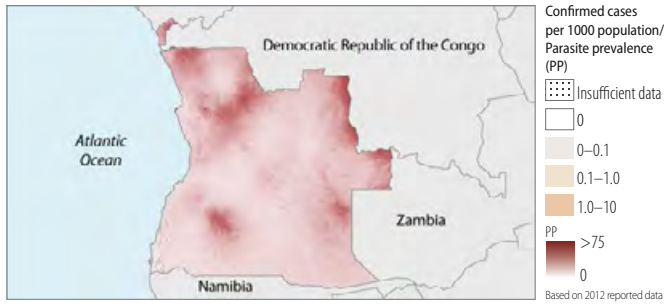 Democratic Republic of the Congo
Atlantic
Ocean
Zambia
Namibia
Confirmed cases
per 1000 population/
Parasite prevalence
(PP)
Insufficient data
0
0–0.1
0.1–1.0
1.0–10
PP
>75
0
Based on 2012 reported data